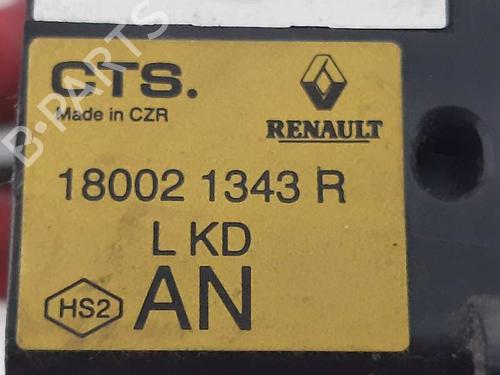 CTS.
Made in CZR
RENAULT
18002 1343 R
L KD
HS2
AN
B-PARTS